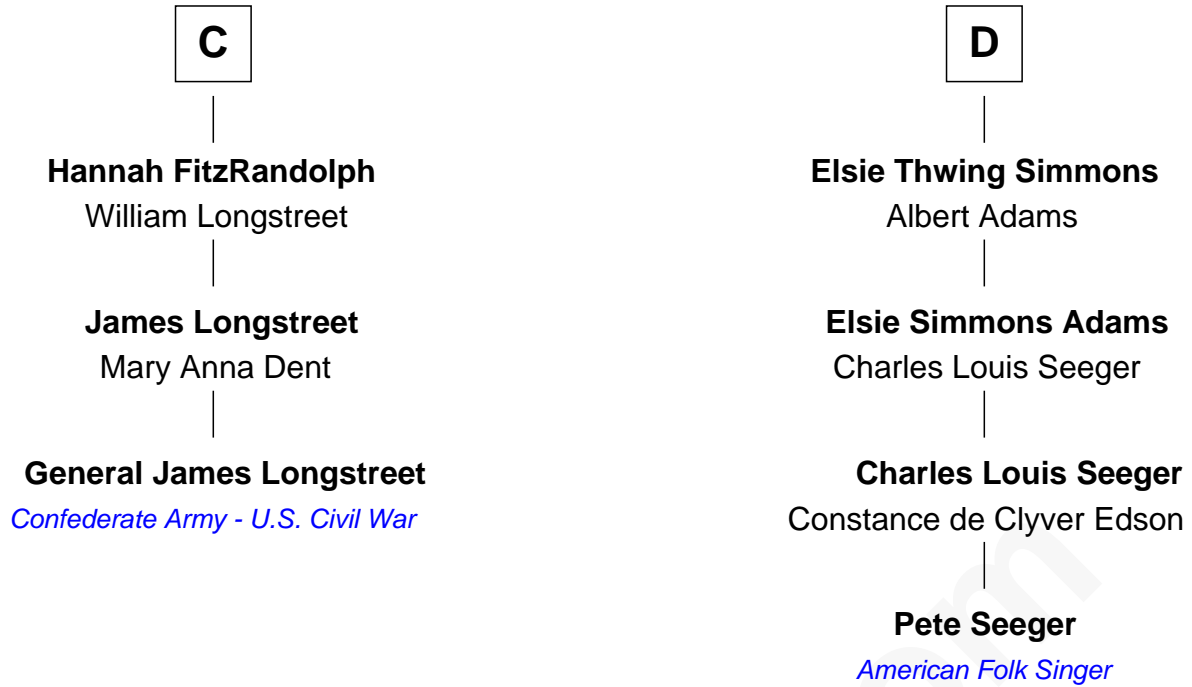 C
Hannah FitzRandolph
William Longstreet
James Longstreet
Mary Anna Dent
General James Longstreet
Confederate Army - U.S. Civil War
D
Elsie Thwing Simmons
Albert Adams
Elsie Simmons Adams
Charles Louis Seeger
Charles Louis Seeger
Constance de Clyver Edson
Pete Seeger
American Folk Singer